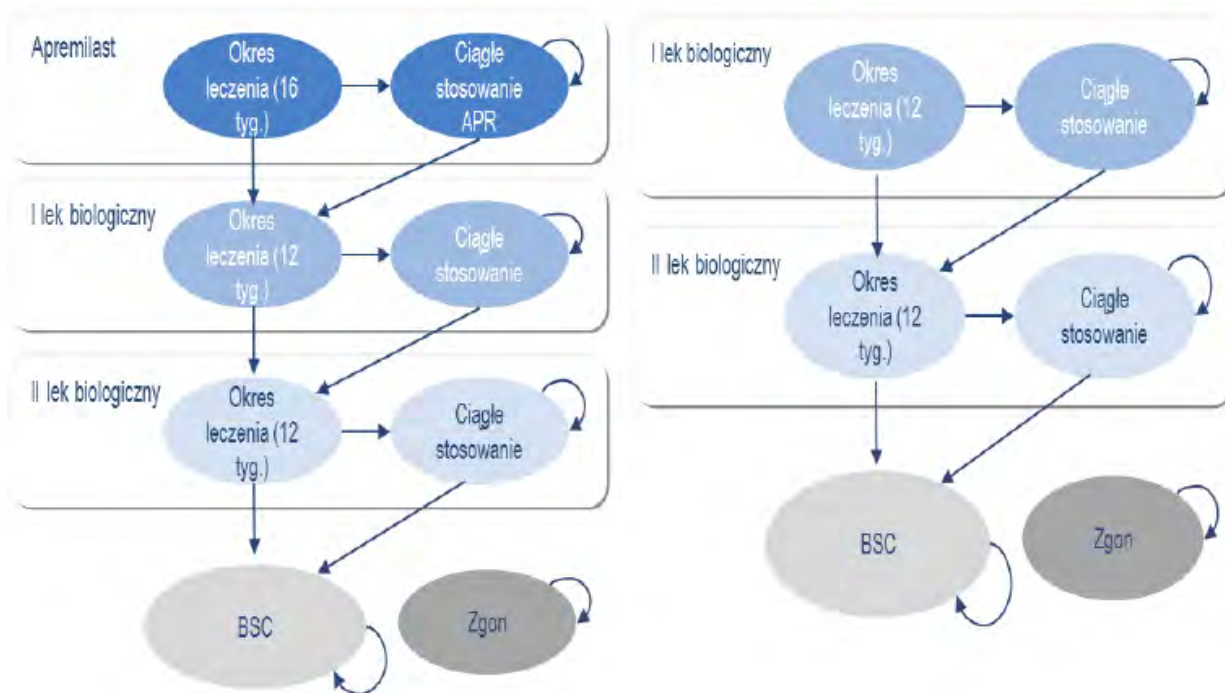 Apremilast
Okres
leczenia (16
tyg.)
Ciągłe
stosowanie
APR
I lek biologiczny
Okres
leczenia (12
tyg.)
Ciągłe
stosowanie
II lek biologiczny
Okres
leczenia (12
tyg.)
Ciągłe
stosowanie
BSC
Zgon
I lek biologiczny
Okres
leczenia (12
tyg.)
Ciągłe
stosowanie
II lek biologiczny
Okres
leczenia (12
tyg.)
Ciągłe
stosowanie
BSC
Zgon